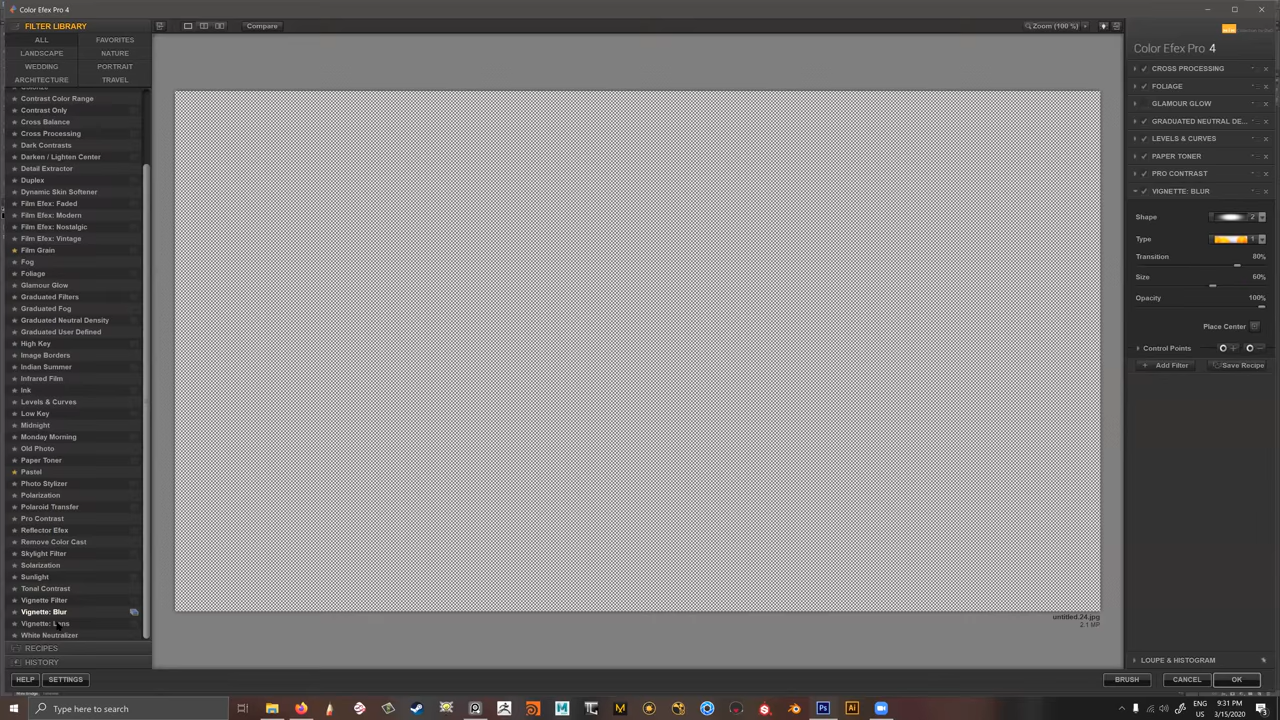 Color Efex Pro 4
FILTER LIBRARY
Compare
Zoom (100 %)
ALL
FAVORITES
LANDSCAPE
NATURE
WEDDING
PORTRAIT
ARCHITECTURE
TRAVEL
Contrast Color Range
Contrast Only
Cross Balance
Cross Processing
Dark Contrasts
Darken / Lighten Center
Detail Extractor
Duplex
Dynamic Skin Softener
Film Efex: Faded
Film Efex: Modern
Film Efex: Nostalgic
Film Efex: Vintage
Film Grain
Fog
Foliage
Glamour Glow
Graduated Filters
Graduated Fog
Graduated Neutral Density
Graduated User Defined
High Key
Image Borders
Indian Summer
Infrared Film
Ink
Levels & Curves
Low Key
Midnight
Monday Morning
Old Photo
Paper Toner
Pastel
Photo Stylizer
Polarization
Polaroid Transfer
Pro Contrast
Reflector Efex
Remove Color Cast
Skylight Filter
Solarization
Sunlight
Tonal Contrast
Vignette Filter
Vignette: Blur
Vignette: Lens
White Neutralizer
RECIPES
HISTORY
HELP
SETTINGS
untitled.24.jpg
2.1 MP
Color Efex Pro 4
CROSS PROCESSING
FOLIAGE
GLAMOUR GLOW
GRADUATED NEUTRAL DE...
LEVELS & CURVES
PAPER TONER
PRO CONTRAST
VIGNETTE: BLUR
Shape 2
Type 1
Transition 80%
Size 60%
Opacity 100%
Place Center
Control Points
+ Add Filter
Save Recipe
LOUPE & HISTOGRAM
BRUSH
CANCEL
OK
Type here to search
ENG
US
9:31 PM
3/15/2020